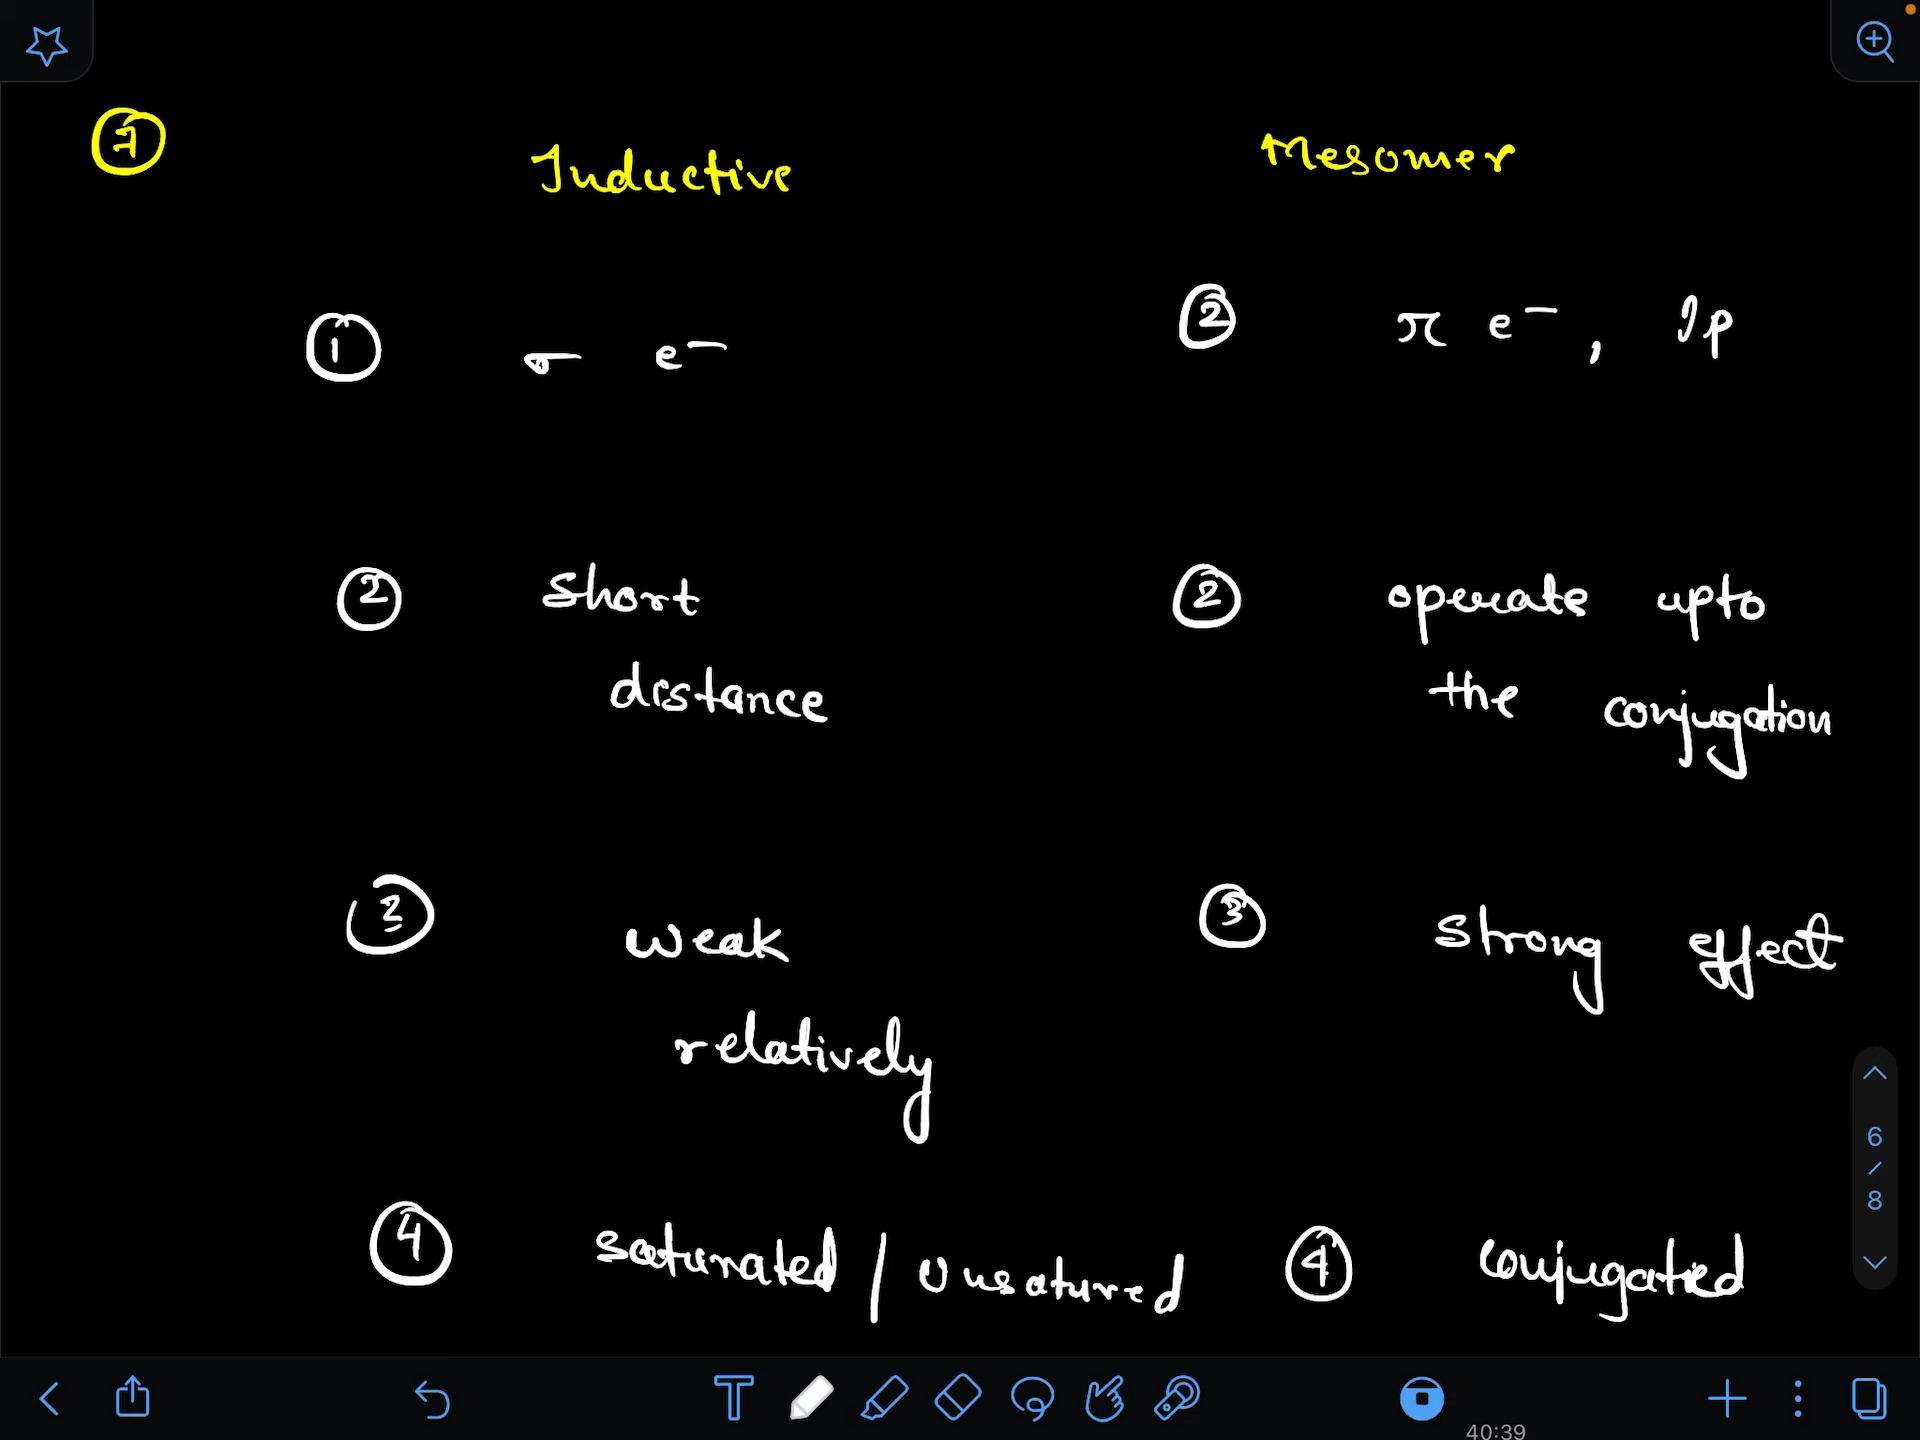 7 Inductive Mesomer
1 σ e⁻ 2 π e⁻, lp
2 short 2 operate upto
distance the conjugation
3 weak 3 strong effect
relatively
6
/
8
4 saturated / Unsatured 4 conjugated
T
40:39